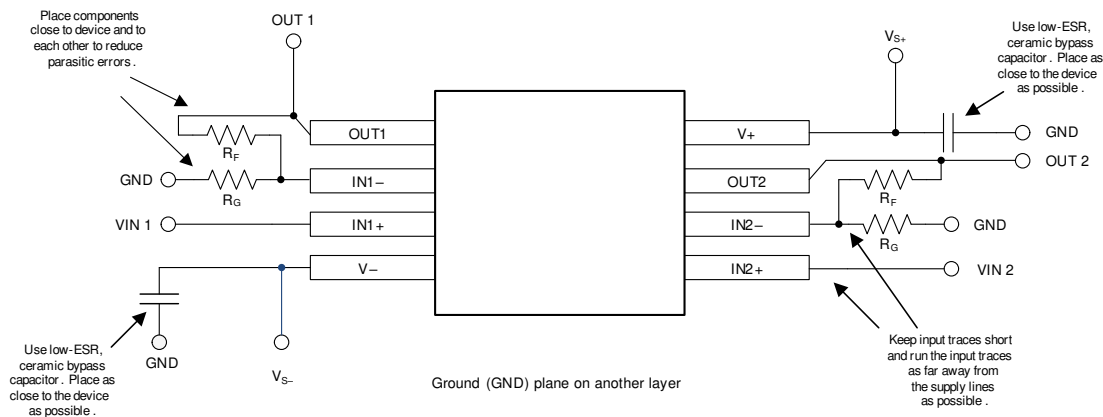 Place components
close to device and to
each other to reduce
parasitic errors .
OUT 1
VS+
Use low-ESR,
ceramic bypass
capacitor . Place as
close to the device
as possible .
OUT1
RF
GND
RG
IN1−
VIN 1
IN1+
V−
V+
GND
OUT 2
OUT2
RF
IN2−
RG
GND
IN2+
VIN 2
Use low-ESR,
ceramic bypass
capacitor . Place as
close to the device
as possible .
GND
VS−
Ground (GND) plane on another layer
Keep input traces short
and run the input traces
as far away from
the supply lines
as possible .